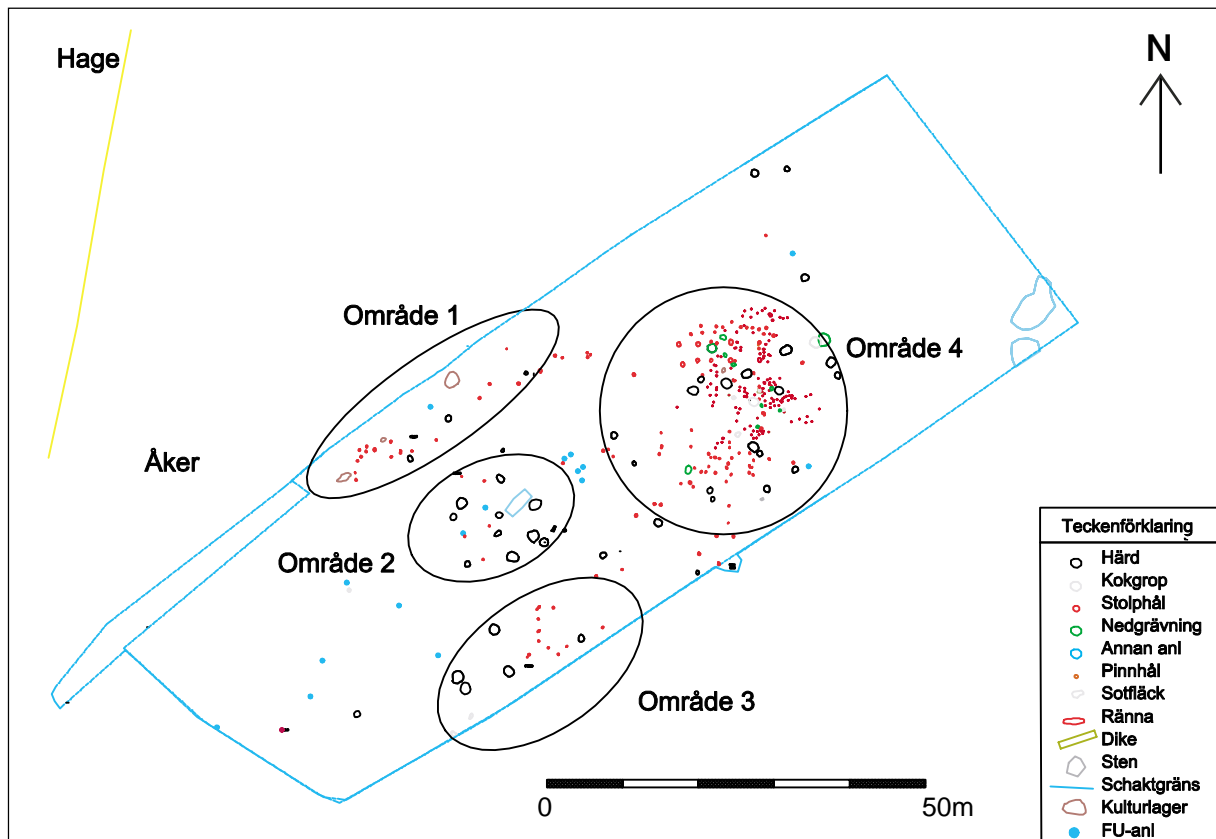 Hage
N
Område 1
Område 4
Åker
Område 2
Område 3
0
50m
Teckenförklaring
Härd
Kokgrop
Stolphål
Nedgrävning
Annan anl
Pinnhål
Sotfläck
Ränna
Dike
Sten
Schaktgräns
Kulturlager
FU-anl